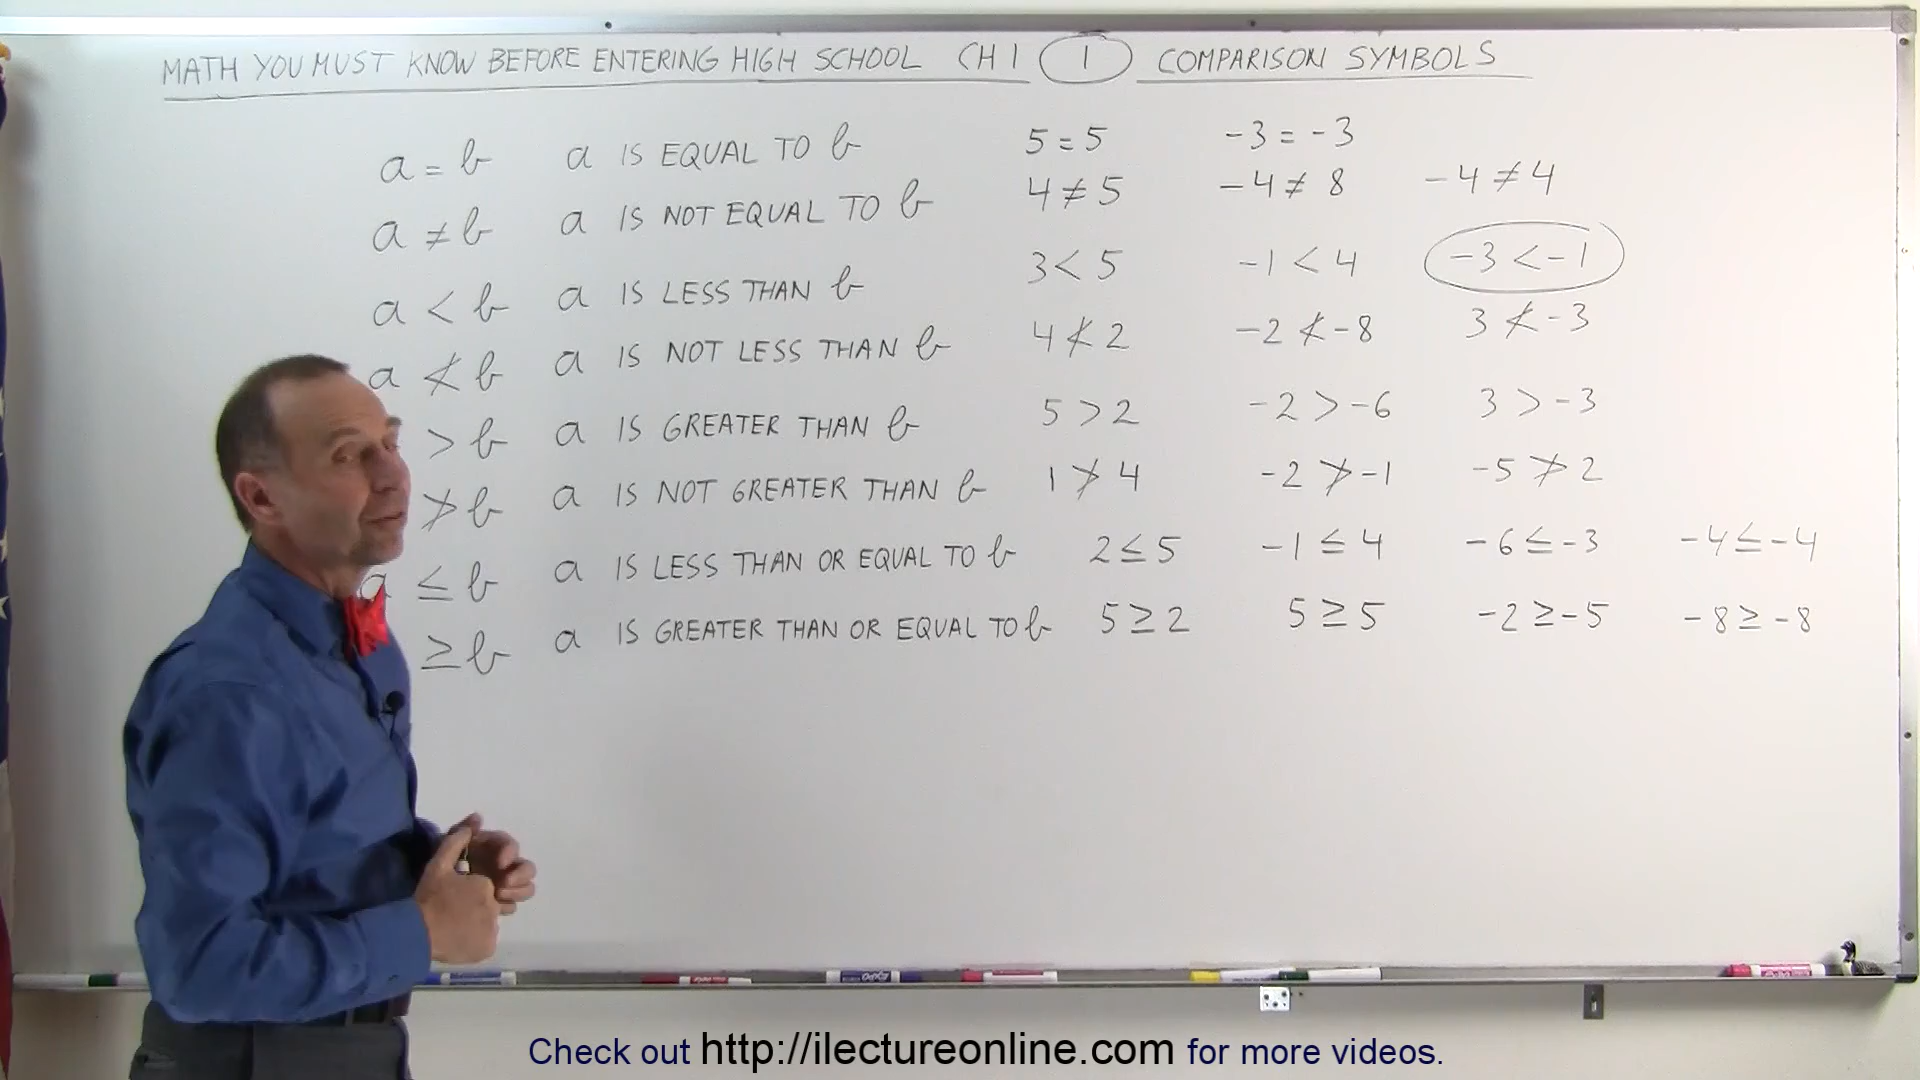 MATH YOU MUST KNOW BEFORE ENTERING HIGH SCHOOL CH 1 1 COMPARISON SYMBOLS
a = b a IS EQUAL TO b 5 = 5 -3 = -3
a ≠ b a IS NOT EQUAL TO b 4 ≠ 5 -4 ≠ 8 -4 ≠ 4
a < b a IS LESS THAN b 3 < 5 -1 < 4 -3 < -1
a ≮ b a IS NOT LESS THAN b 4 ≮ 2 -2 ≮ -8 3 ≮ -3
> b a IS GREATER THAN b 5 > 2 -2 > -6 3 > -3
≯ b a IS NOT GREATER THAN b 1 ≯ 4 -2 ≯ -1 -5 ≯ 2
a ≤ b a IS LESS THAN OR EQUAL TO b 2 ≤ 5 -1 ≤ 4 -6 ≤ -3 -4 ≤ -4
≥ b a IS GREATER THAN OR EQUAL TO b 5 ≥ 2 5 ≥ 5 -2 ≥ -5 -8 ≥ -8
EXPO
Check out http://ilectureonline.com for more videos.